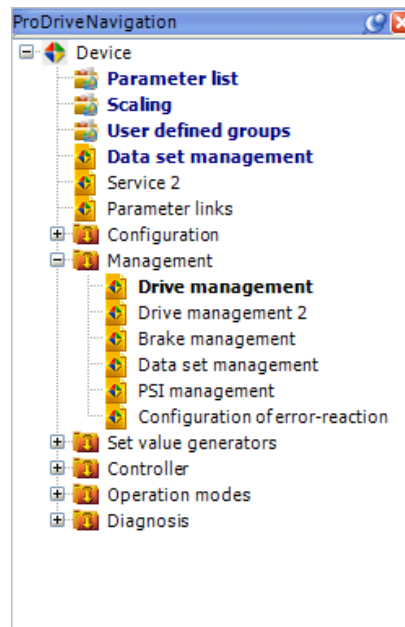 ProDriveNavigation
Device
Parameter list
Scaling
User defined groups
Data set management
Service 2
Parameter links
Configuration
Management
Drive management
Drive management 2
Brake management
Data set management
PSI management
Configuration of error-reaction
Set value generators
Controller
Operation modes
Diagnosis